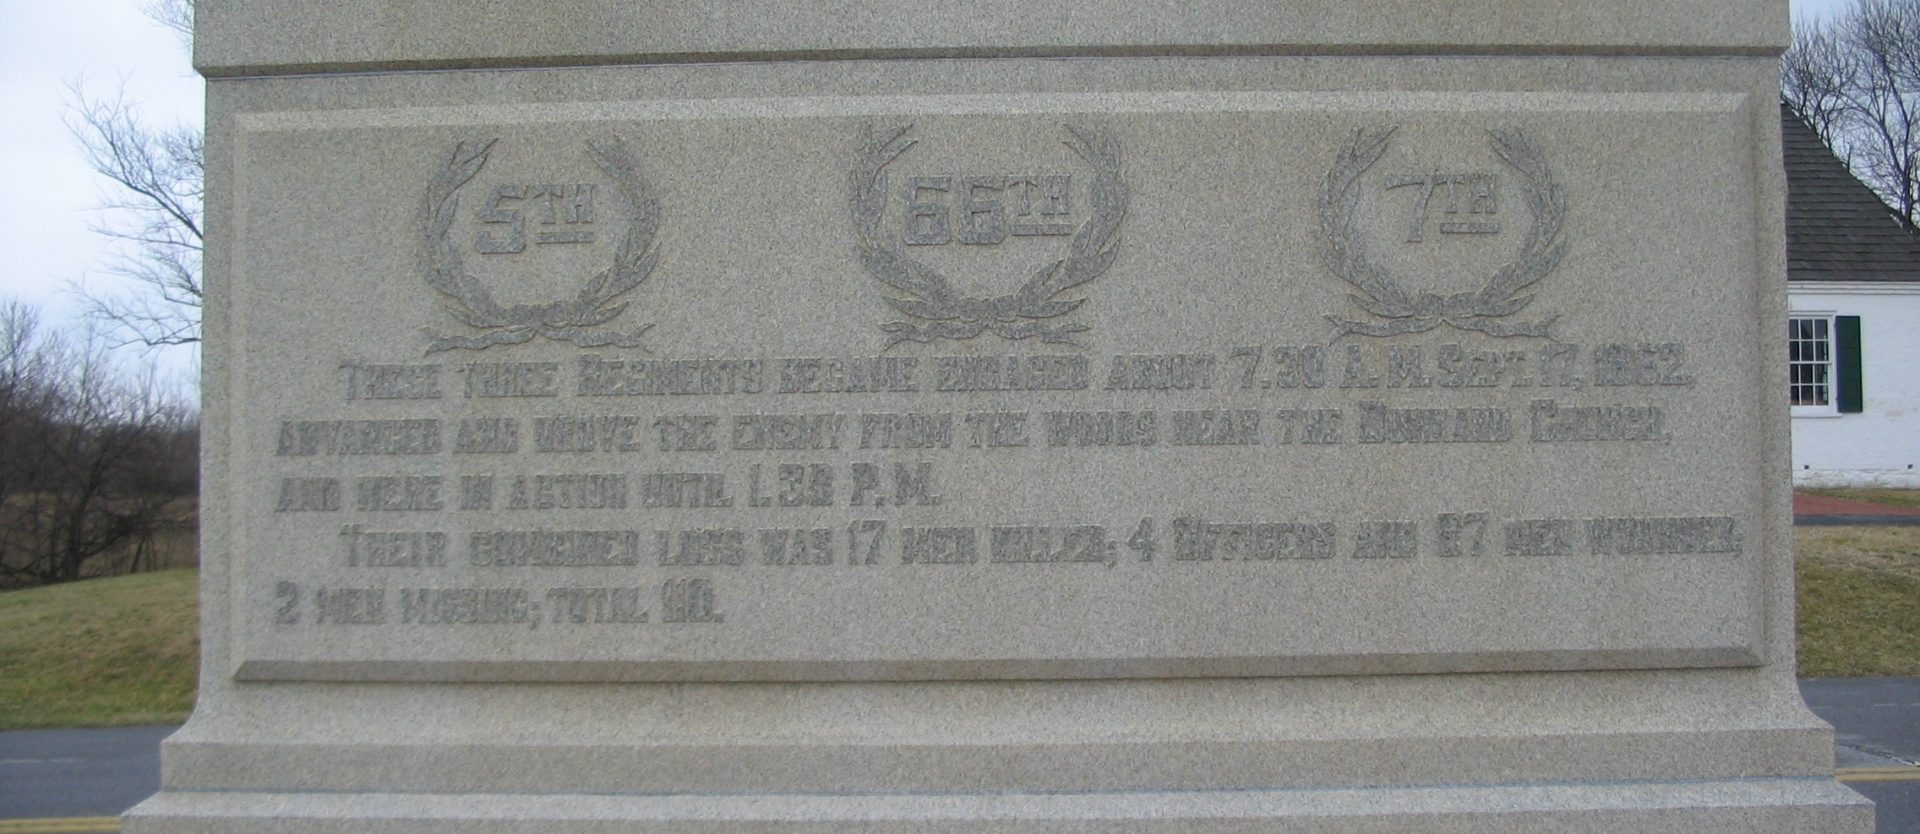 5TH 66TH 7TH
THESE THREE REGIMENTS BECAME ENGAGED ABOUT 7.30 A.M. SEPT. 17, 1862,
ADVANCED AND DROVE THE ENEMY FROM THE WOODS NEAR THE DUNKARD CHURCH,
AND WERE IN ACTION UNTIL 1.30 P.M.
THEIR COMBINED LOSS WAS 17 MEN KILLED; 4 OFFICERS AND 87 MEN WOUNDED;
2 MEN MISSING; TOTAL 110.